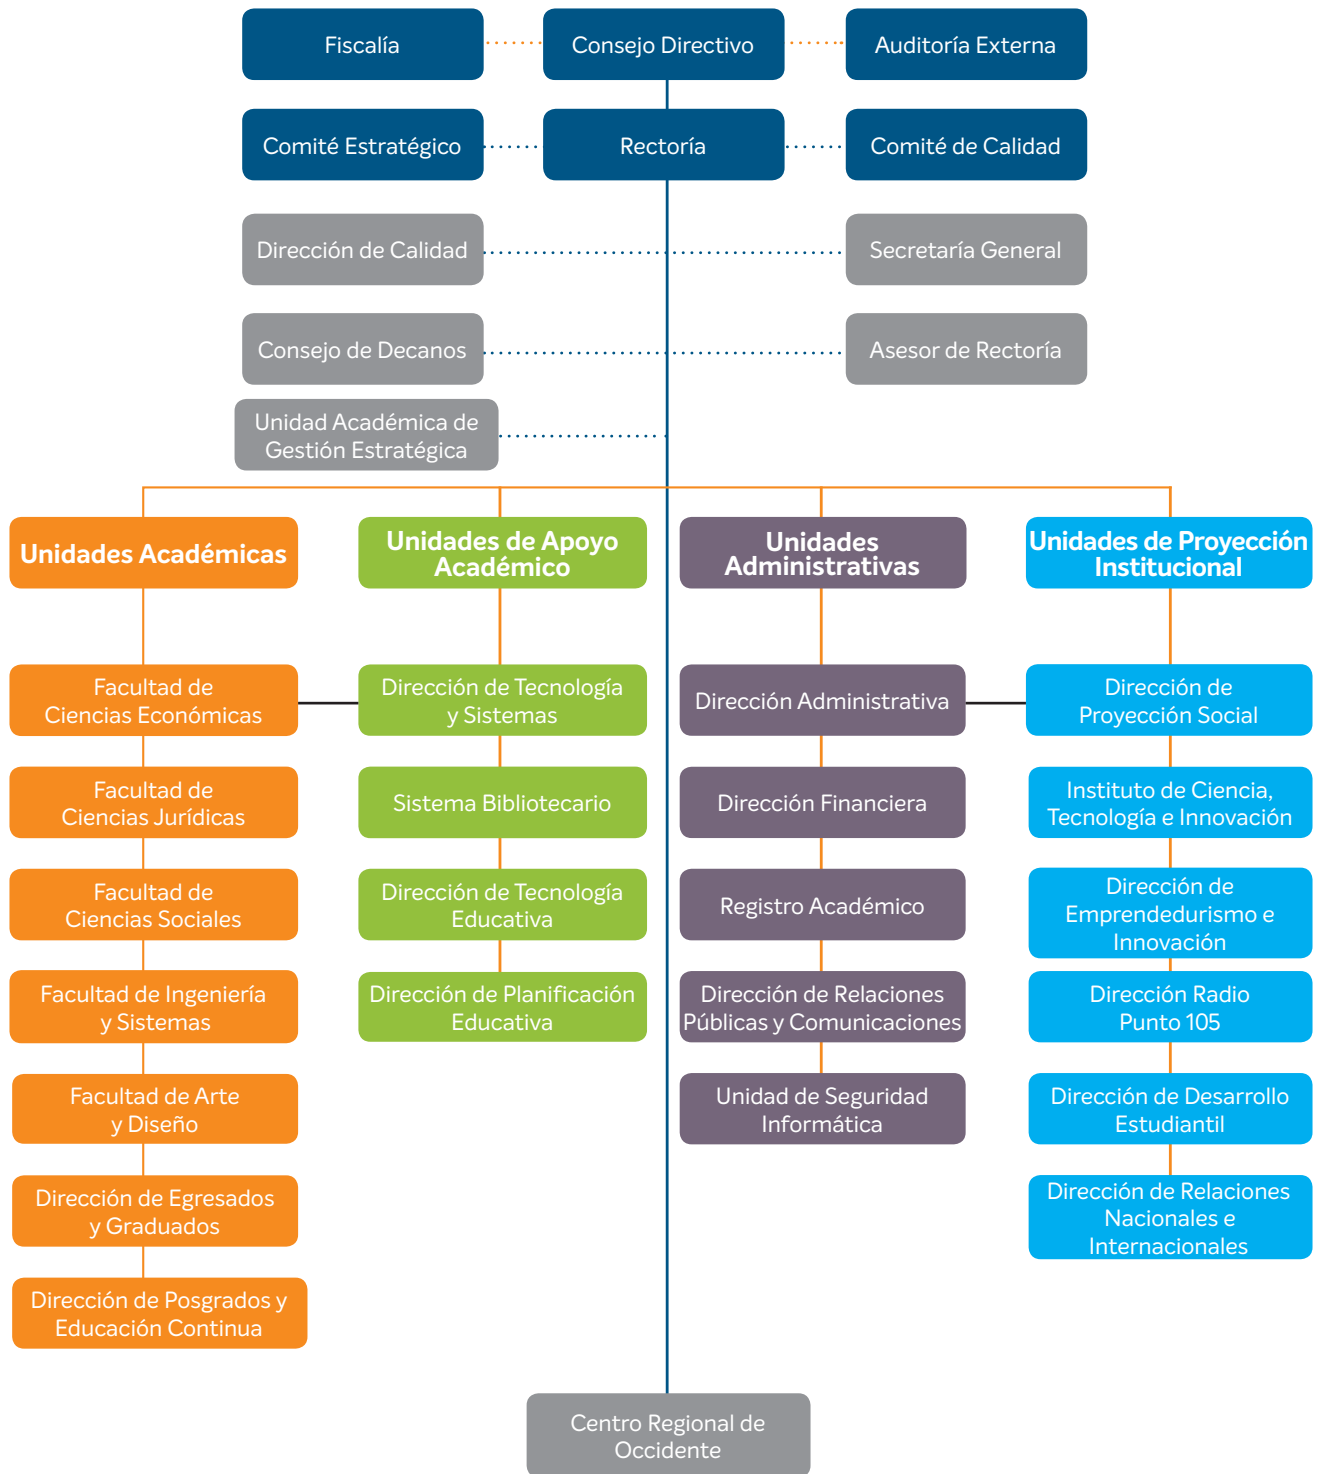 Fiscalía
Consejo Directivo
Auditoría Externa
Comité Estratégico
Rectoría
Comité de Calidad
Dirección de Calidad
Secretaría General
Consejo de Decanos
Asesor de Rectoría
Unidad Académica de
Gestión Estratégica
Unidades Académicas
Unidades de Apoyo
Académico
Unidades
Administrativas
Unidades de Proyección
Institucional
Facultad de
Ciencias Económicas
Dirección de Tecnología
y Sistemas
Dirección Administrativa
Dirección de
Proyección Social
Facultad de
Ciencias Jurídicas
Sistema Bibliotecario
Dirección Financiera
Instituto de Ciencia,
Tecnología e Innovación
Facultad de
Ciencias Sociales
Dirección de Tecnología
Educativa
Registro Académico
Dirección de
Emprendedurismo e
Innovación
Facultad de Ingeniería
y Sistemas
Dirección de Planificación
Educativa
Dirección de Relaciones
Públicas y Comunicaciones
Dirección Radio
Punto 105
Facultad de Arte
y Diseño
Unidad de Seguridad
Informática
Dirección de Desarrollo
Estudiantil
Dirección de Egresados
y Graduados
Dirección de Relaciones
Nacionales e
Internacionales
Dirección de Posgrados y
Educación Continua
Centro Regional de
Occidente